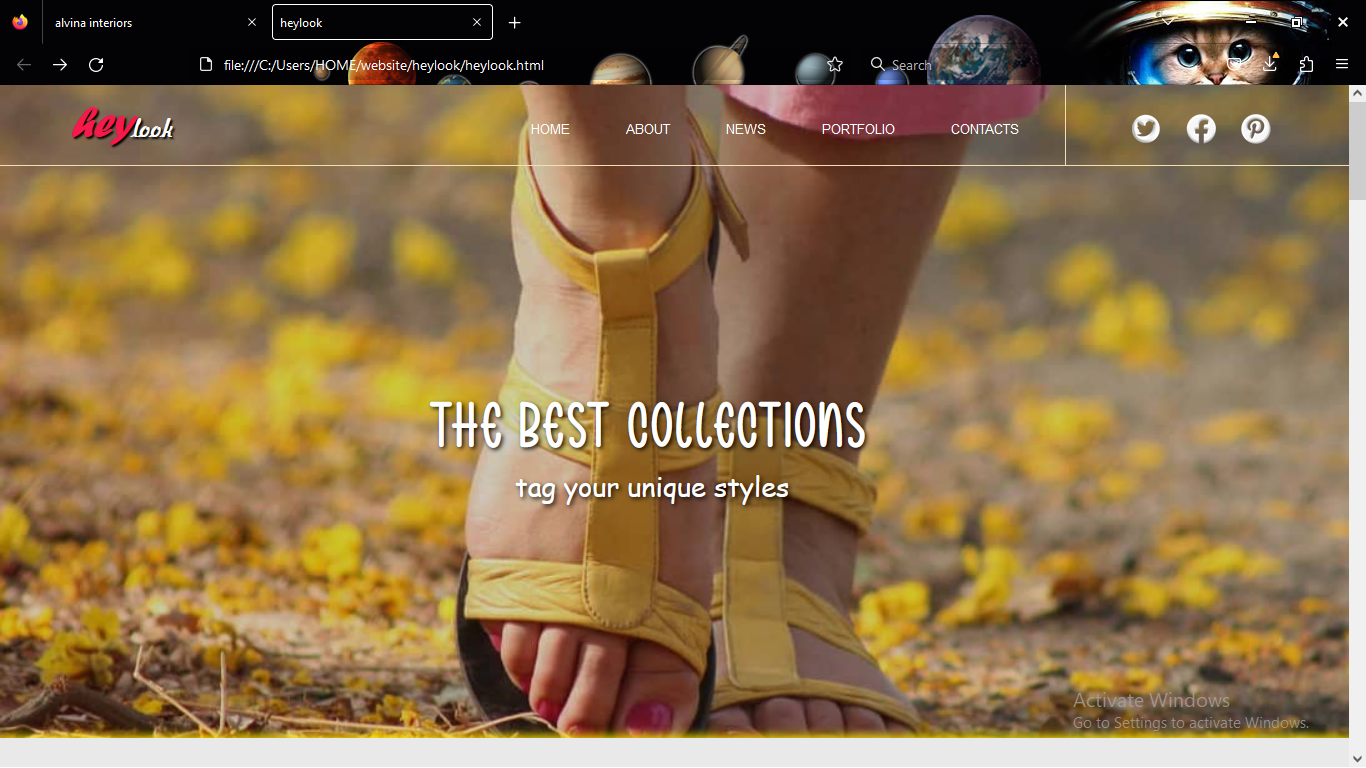 alvina interiors
heylook
file:///C:/Users/HOME/website/heylook/heylook.html
Search
heylook
HOME
ABOUT
NEWS
PORTFOLIO
CONTACTS
THE BEST COLLECTIONS
tag your unique styles
Activate Windows
Go to Settings to activate Windows.